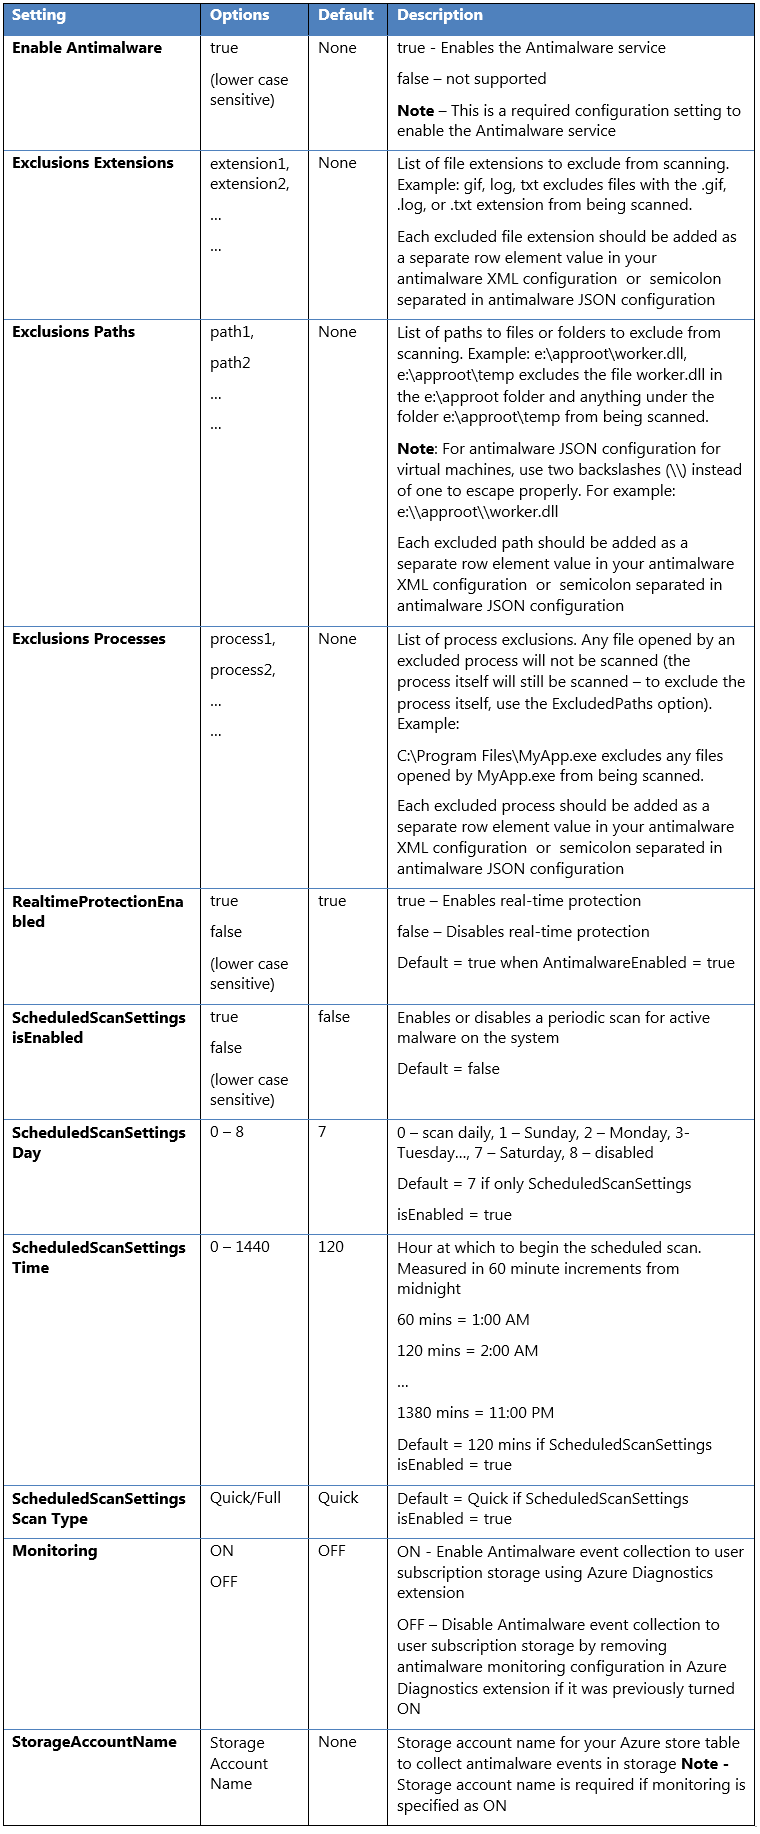 Setting Options Default Description
Enable Antimalware
true
(lower case
sensitive)
None
true - Enables the Antimalware service
false – not supported
Note – This is a required configuration setting to
enable the Antimalware service
Exclusions Extensions
extension1,
extension2,
...
...
None
List of file extensions to exclude from scanning.
Example: gif, log, txt excludes files with the .gif,
.log, or .txt extension from being scanned.
Each excluded file extension should be added as
a separate row element value in your
antimalware XML configuration or semicolon
separated in antimalware JSON configuration
Exclusions Paths
path1,
path2
...
...
None
List of paths to files or folders to exclude from
scanning. Example: e:\approot\worker.dll,
e:\approot\temp excludes the file worker.dll in
the e:\approot folder and anything under the
folder e:\approot\temp from being scanned.
Note: For antimalware JSON configuration for
virtual machines, use two backslashes (\\) instead
of one to escape properly. For example:
e:\\approot\\worker.dll
Each excluded path should be added as a
separate row element value in your antimalware
XML configuration or semicolon separated in
antimalware JSON configuration
Exclusions Processes
process1,
process2,
...
...
None
List of process exclusions. Any file opened by an
excluded process will not be scanned (the
process itself will still be scanned – to exclude the
process itself, use the ExcludedPaths option).
Example:
C:\Program Files\MyApp.exe excludes any files
opened by MyApp.exe from being scanned.
Each excluded process should be added as a
separate row element value in your antimalware
XML configuration or semicolon separated in
antimalware JSON configuration
RealtimeProtectionEna
bled
true
false
(lower case
sensitive)
true
true – Enables real-time protection
false – Disables real-time protection
Default = true when AntimalwareEnabled = true
ScheduledScanSettings
isEnabled
true
false
(lower case
sensitive)
false
Enables or disables a periodic scan for active
malware on the system
Default = false
ScheduledScanSettings
Day
0 – 8
7
0 – scan daily, 1 – Sunday, 2 – Monday, 3-
Tuesday..., 7 – Saturday, 8 – disabled
Default = 7 if only ScheduledScanSettings
isEnabled = true
ScheduledScanSettings
Time
0 – 1440
120
Hour at which to begin the scheduled scan.
Measured in 60 minute increments from
midnight
60 mins = 1:00 AM
120 mins = 2:00 AM
...
1380 mins = 11:00 PM
Default = 120 mins if ScheduledScanSettings
isEnabled = true
ScheduledScanSettings
Scan Type
Quick/Full
Quick
Default = Quick if ScheduledScanSettings
isEnabled = true
Monitoring
ON
OFF
OFF
ON - Enable Antimalware event collection to user
subscription storage using Azure Diagnostics
extension
OFF – Disable Antimalware event collection to
user subscription storage by removing
antimalware monitoring configuration in Azure
Diagnostics extension if it was previously turned
ON
StorageAccountName
Storage
Account
Name
None
Storage account name for your Azure store table
to collect antimalware events in storage Note -
Storage account name is required if monitoring is
specified as ON